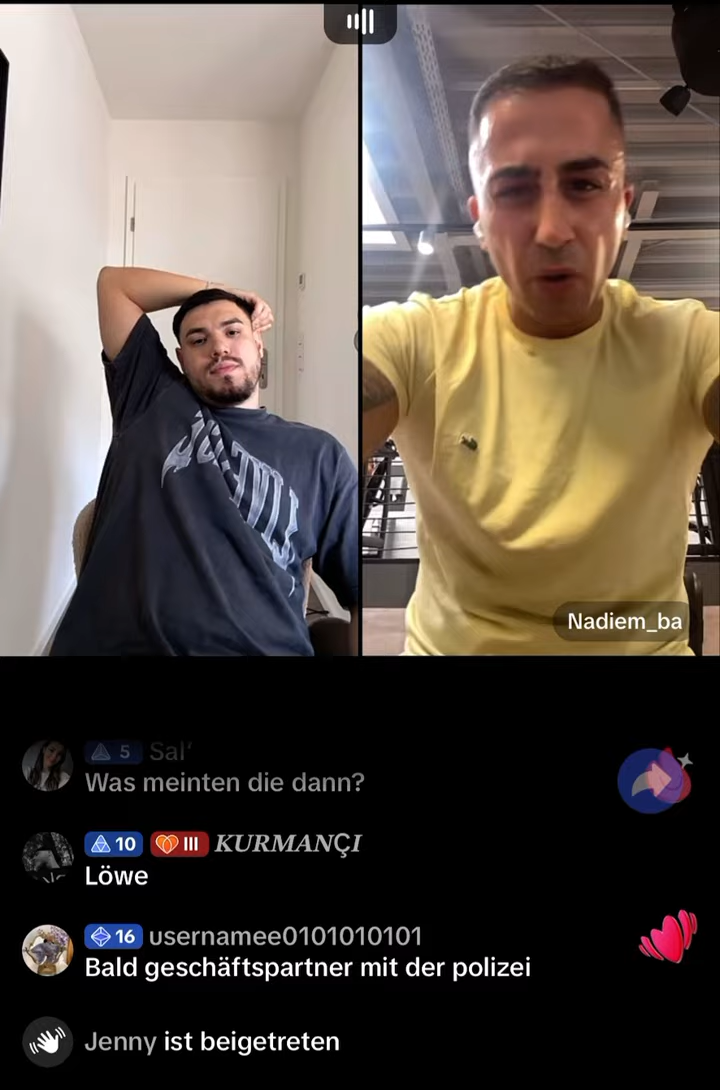 Nadiem_ba
5 Sal'
Was meinten die dann?
10 III KURMANÇI
Löwe
16 usernamee0101010101
Bald geschäftspartner mit der polizei
Jenny ist beigetreten